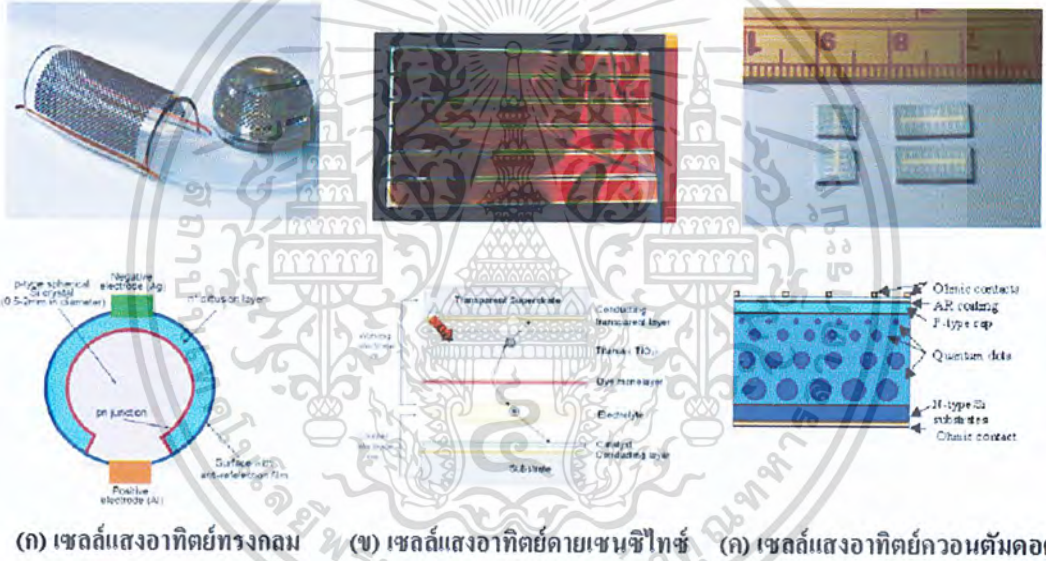 p-type spherical
Si crystal
(0.5-2mm in diameter)
Negative
electrode (Ag)
n⁺ diffusion layers
pn junction
Surface film
anti-reflection film
Positive
electrode (Al)
Transparent Superstrate
Conducting
transparent layer
Dye monolayer
Electrolyte
Catalyst
Conducting layer
Substrate
Ohmic contacts
AR coating
P-type cap
Quantum dots
N-type Si
substrates
Ohmic contact
(ก) เซลล์แสงอาทิตย์ทรงกลม
(ข) เซลล์แสงอาทิตย์ดายเซนซิไทซ์
(ค) เซลล์แสงอาทิตย์ควอนตัมดอต